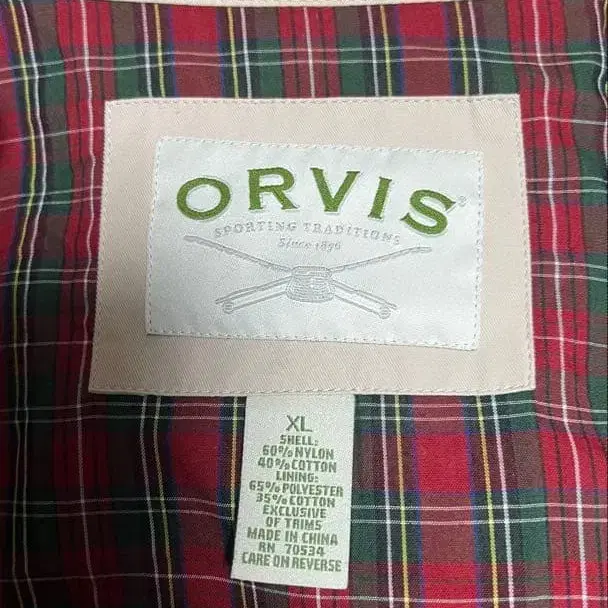 ORVIS®
SPORTING TRADITIONS
Since 1856
XL
SHELL:
60% NYLON
40% COTTON
LINING:
65% POLYESTER
35% COTTON
EXCLUSIVE
OF TRIMS
MADE IN CHINA
RN 70534
CARE ON REVERSE